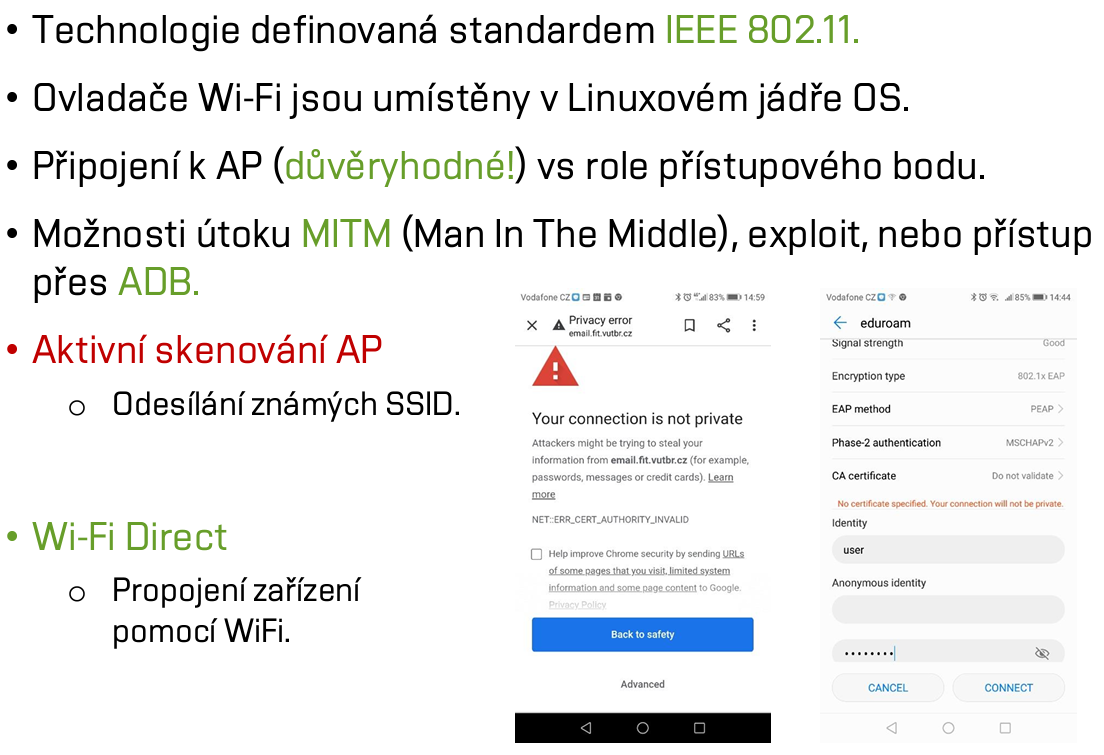 • Technologie definovaná standardem IEEE 802.11.
• Ovladače Wi-Fi jsou umístěny v Linuxovém jádře OS.
• Připojení k AP (důvěryhodné!) vs role přístupového bodu.
• Možnosti útoku MITM (Man In The Middle), exploit, nebo přístup
přes ADB.
• Aktivní skenování AP
o Odesílání známých SSID.
• Wi-Fi Direct
o Propojení zařízení
pomocí WiFi.
Vodafone CZ 83% 14:59
Privacy error
email.fit.vutbr.cz
Your connection is not private
Attackers might be trying to steal your
information from email.fit.vutbr.cz (for example,
passwords, messages or credit cards). Learn
more
NET::ERR_CERT_AUTHORITY_INVALID
Help improve Chrome security by sending URLs
of some pages that you visit, limited system
information and some page content to Google.
Privacy Policy
Back to safety
Advanced
Vodafone CZ 85% 14:44
eduroam
Signal strength Good
Encryption type 802.1x EAP
EAP method PEAP
Phase-2 authentication MSCHAPv2
CA certificate Do not validate
No certificate specified. Your connection will not be private.
Identity
user
Anonymous identity
••••••••
CANCEL CONNECT